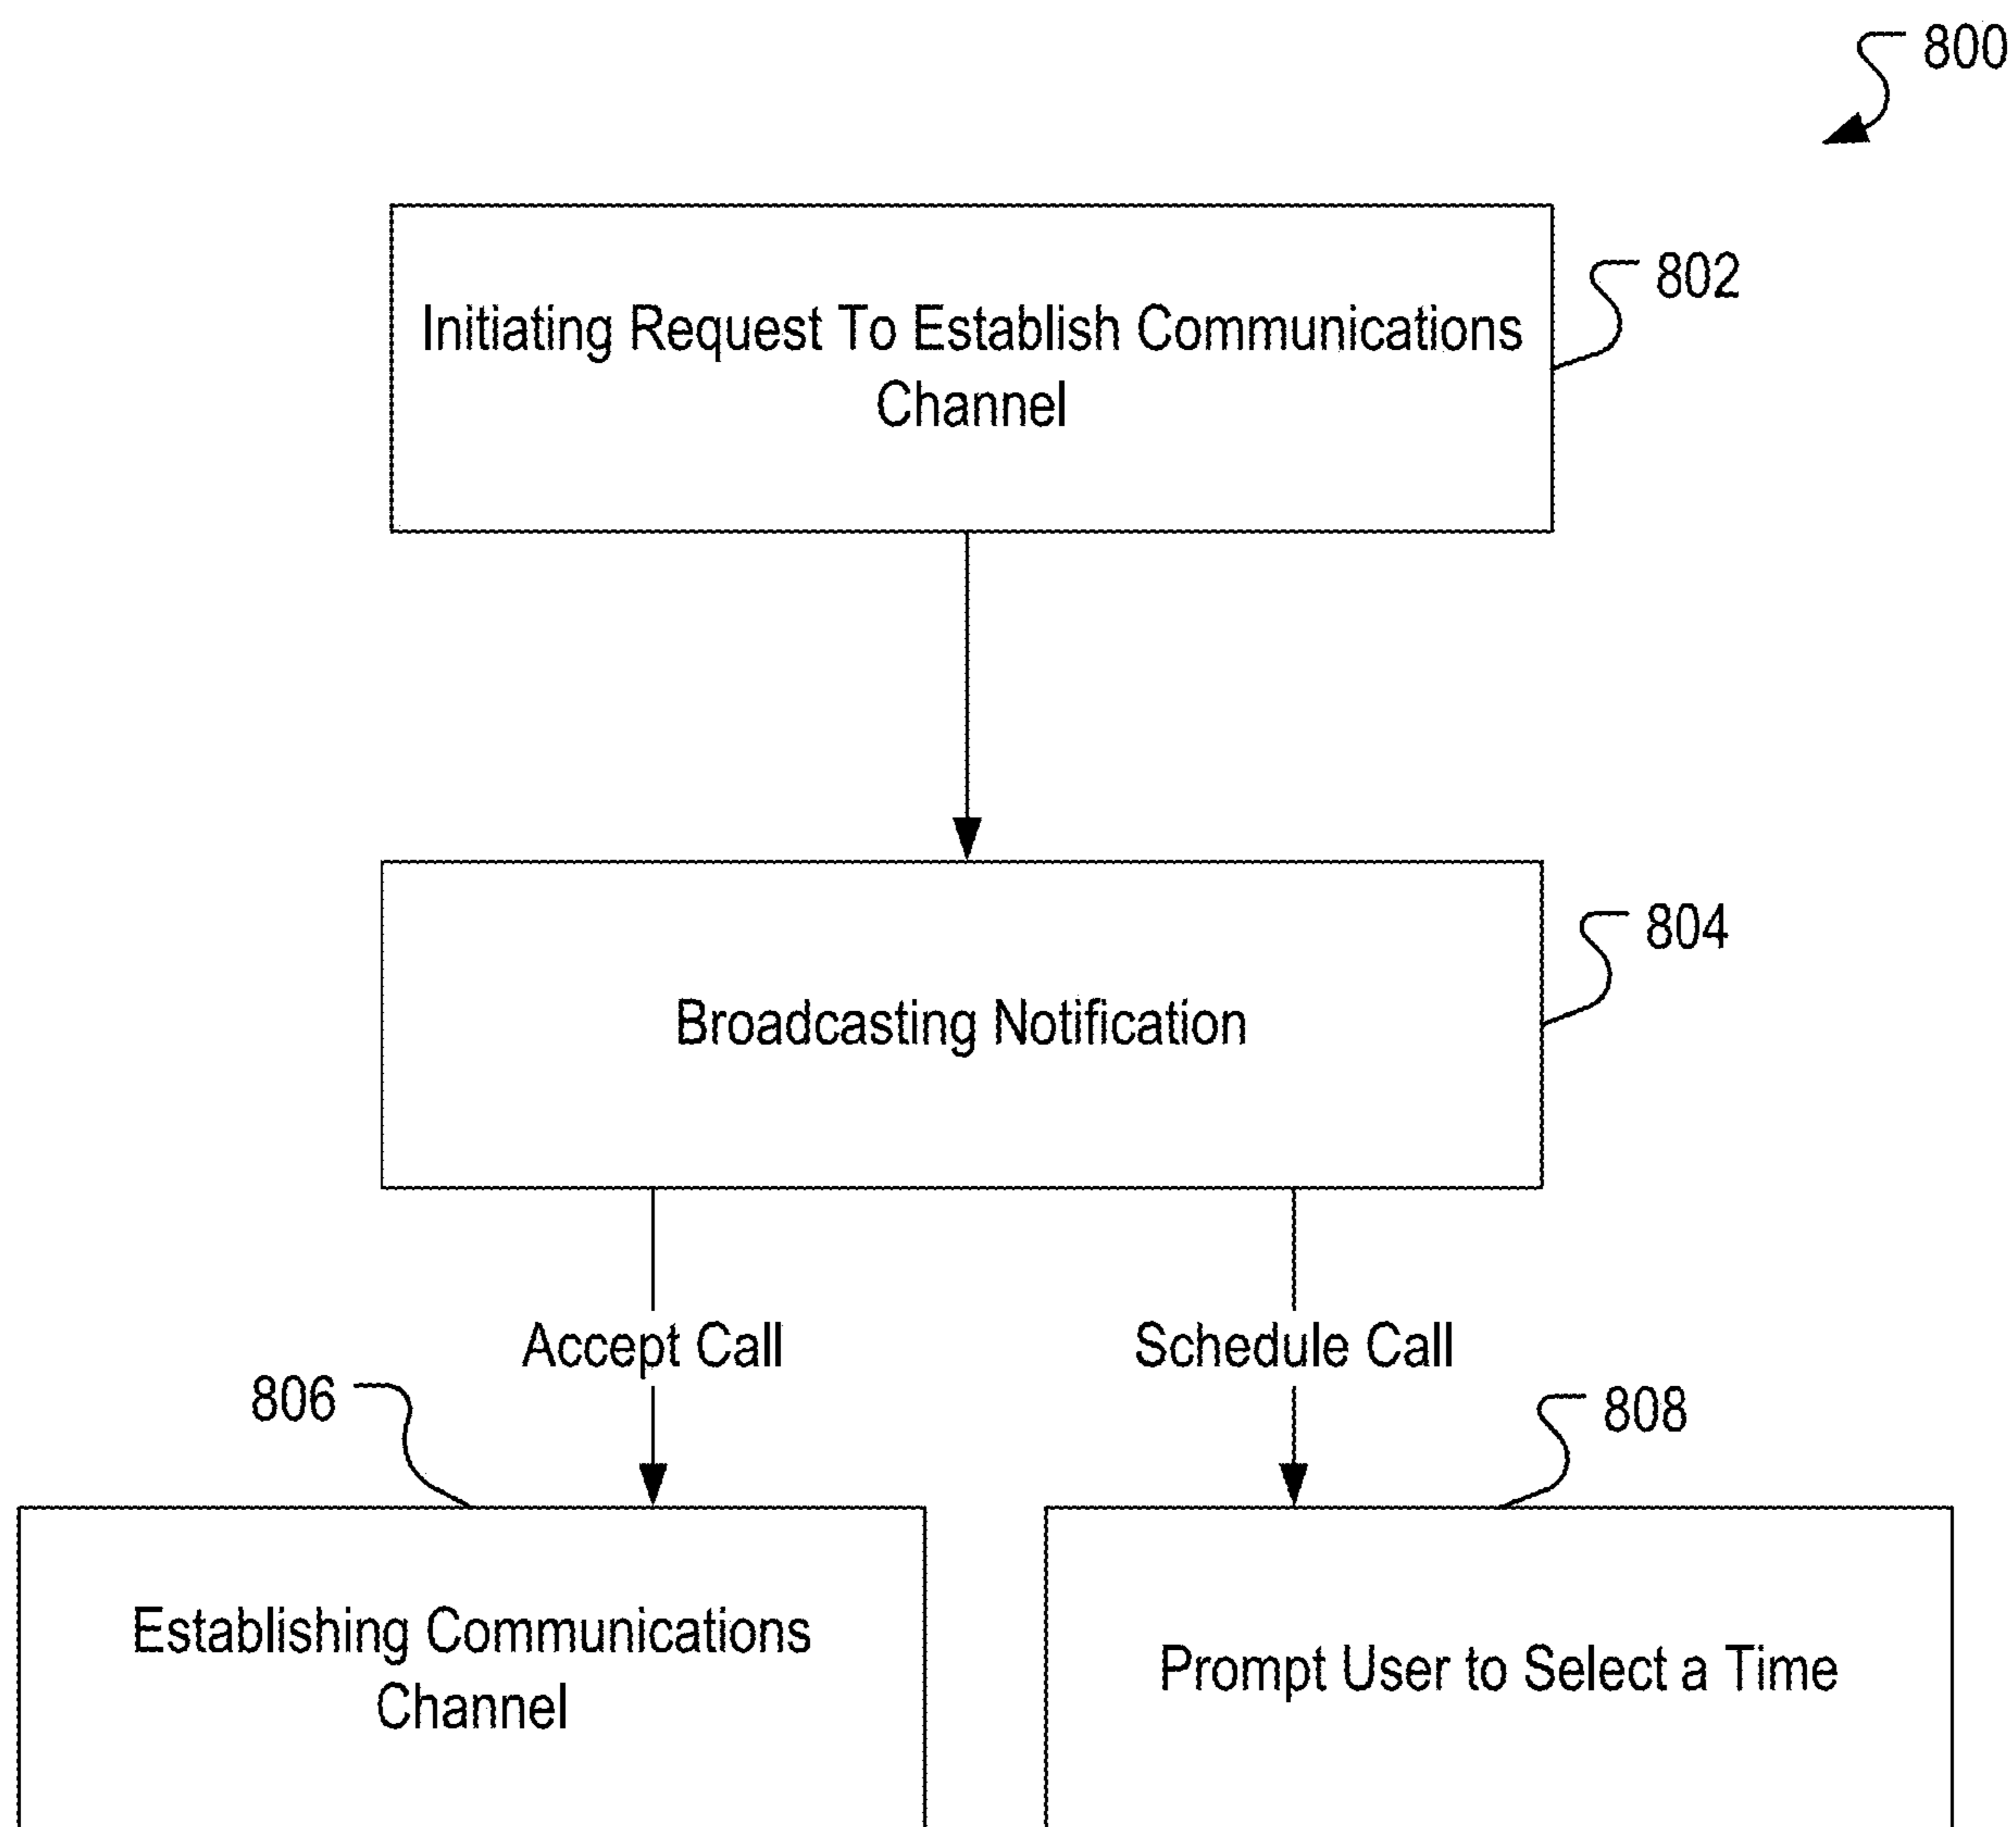 800
Initiating Request To Establish Communications
Channel
802
Broadcasting Notification
804
Accept Call
Schedule Call
806
808
Establishing Communications
Channel
Prompt User to Select a Time